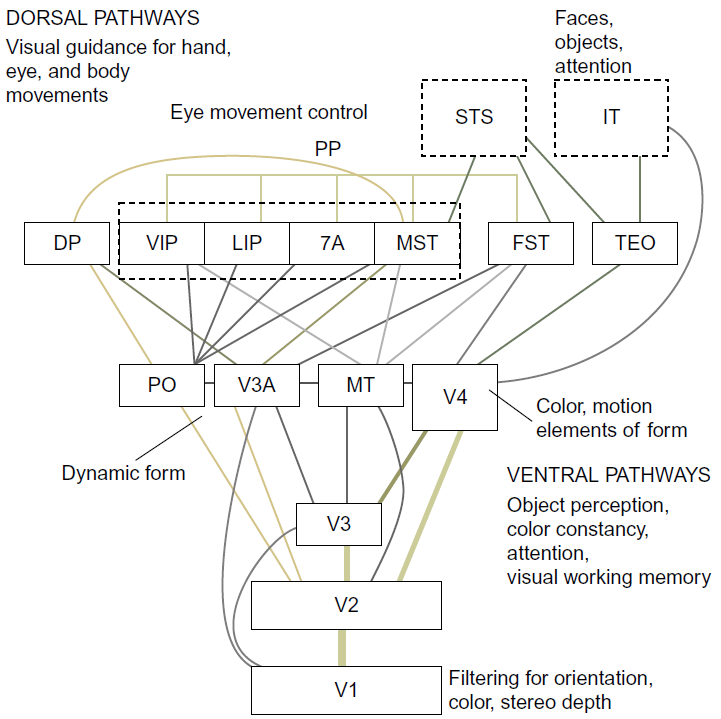 DORSAL PATHWAYS
Visual guidance for hand,
eye, and body
movements
Faces,
objects,
attention
Eye movement control
PP
STS
IT
DP
VIP
LIP
7A
MST
FST
TEO
PO
V3A
MT
V4
Color, motion
elements of form
Dynamic form
VENTRAL PATHWAYS
Object perception,
color constancy,
attention,
visual working memory
V3
V2
V1
Filtering for orientation,
color, stereo depth